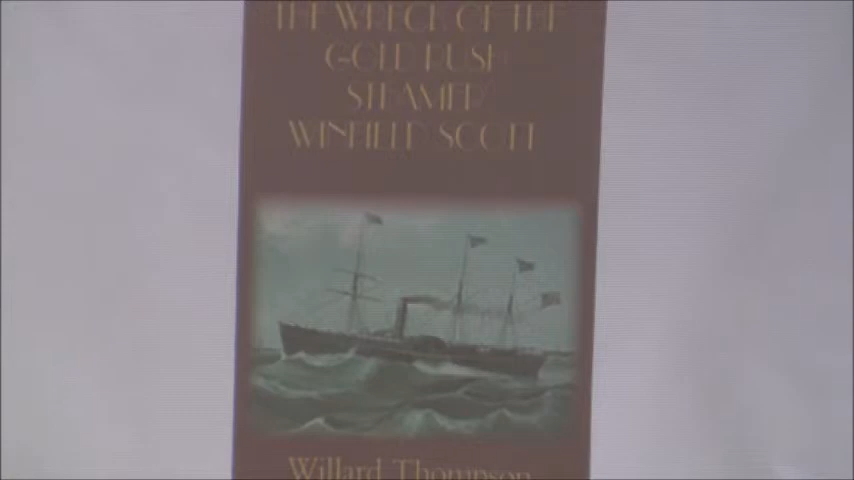 THE WRECK OF THE
GOLD RUSH
STEAMER
WINFIELD SCOTT
Willard Thompson